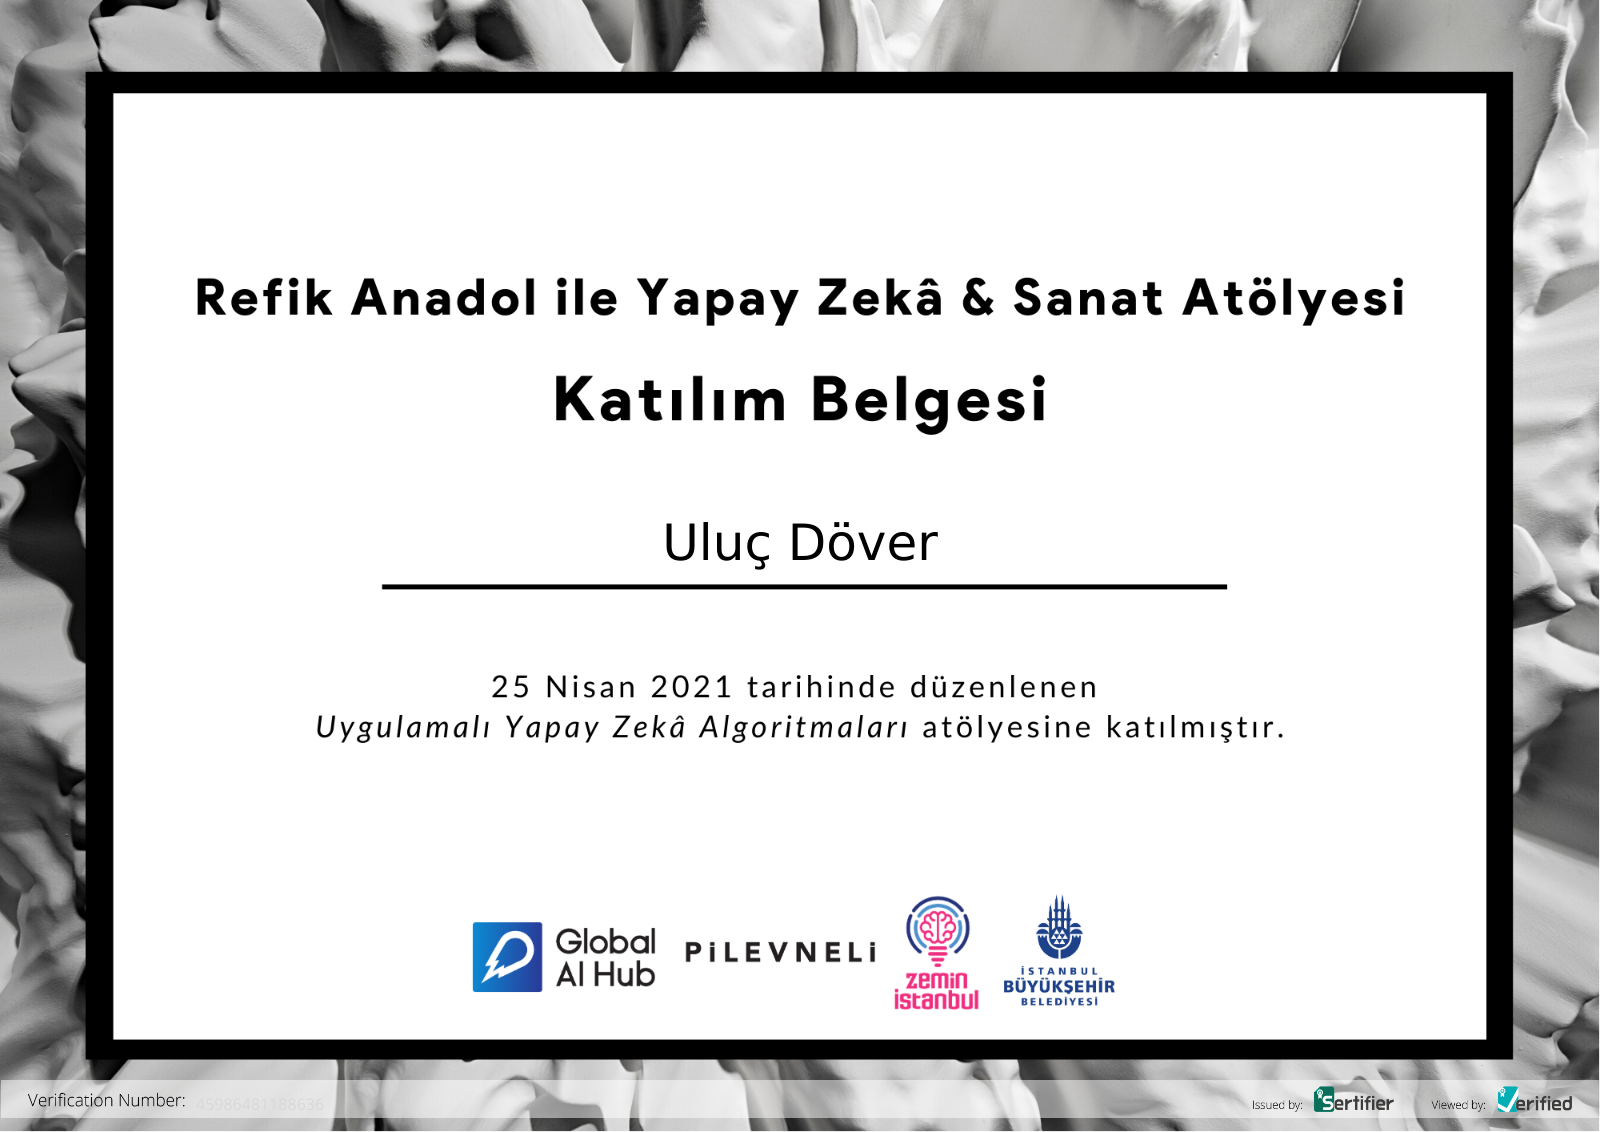 Refik Anadol ile Yapay Zekâ & Sanat Atölyesi
Katılım Belgesi
Uluç Döver
25 Nisan 2021 tarihinde düzenlenen
Uygulamalı Yapay Zekâ Algoritmaları atölyesine katılmıştır.
Global
AI Hub
PiLEVNELi
zemin
istanbul
İSTANBUL
BÜYÜKŞEHİR
BELEDİYESİ
Verification Number: 45986481188636
Issued by: Sertifier
Viewed by: Verified